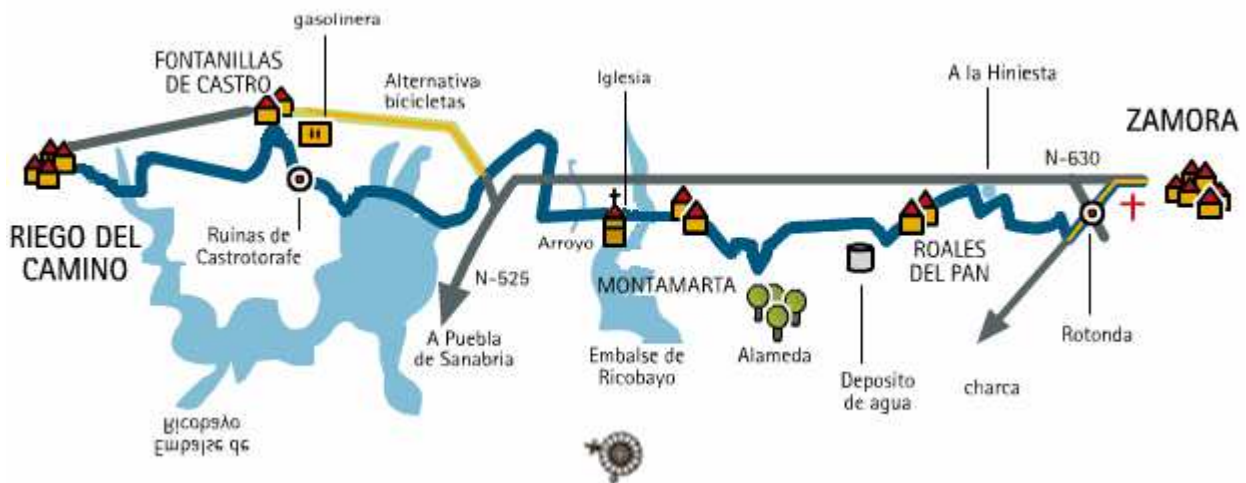 gasolinera
FONTANILLAS
DE CASTRO
Alternativa
bicicletas
Iglesia
A la Hiniesta
ZAMORA
N-630
RIEGO DEL
CAMINO
Ruinas de
Castrotorafe
Arroyo
N-525
MONTAMARTA
ROALES
DEL PAN
A Puebla
de Sanabria
Embalse de
Ricobayo
Alameda
Deposito
de agua
Rotonda
charca
Embalse de
Ricobayo